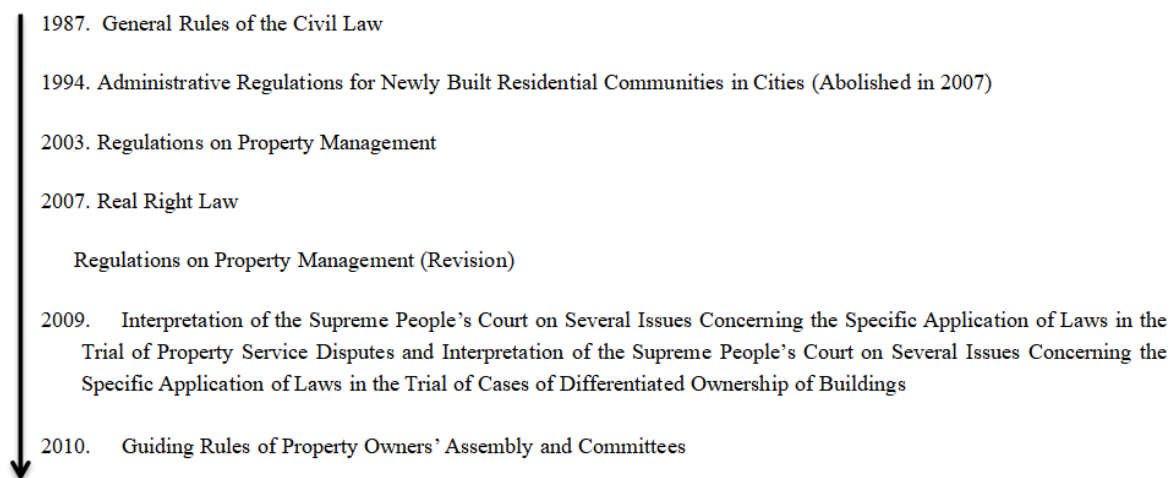 1987. General Rules of the Civil Law
1994. Administrative Regulations for Newly Built Residential Communities in Cities (Abolished in 2007)
2003. Regulations on Property Management
2007. Real Right Law
Regulations on Property Management (Revision)
2009. Interpretation of the Supreme People’s Court on Several Issues Concerning the Specific Application of Laws in the
Trial of Property Service Disputes and Interpretation of the Supreme People’s Court on Several Issues Concerning the
Specific Application of Laws in the Trial of Cases of Differentiated Ownership of Buildings
2010. Guiding Rules of Property Owners’ Assembly and Committees